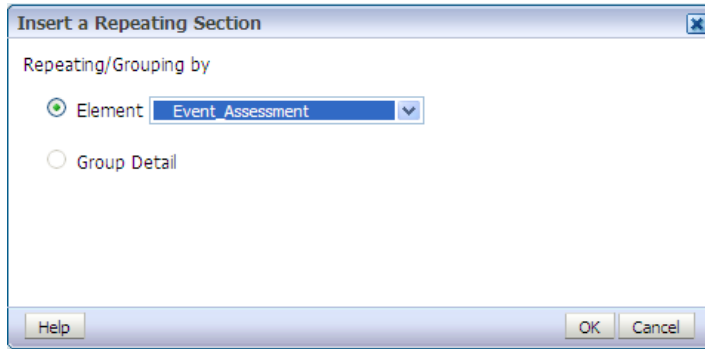 Insert a Repeating Section
Repeating/Grouping by
Element Event_Assessment
Group Detail
Help OK Cancel